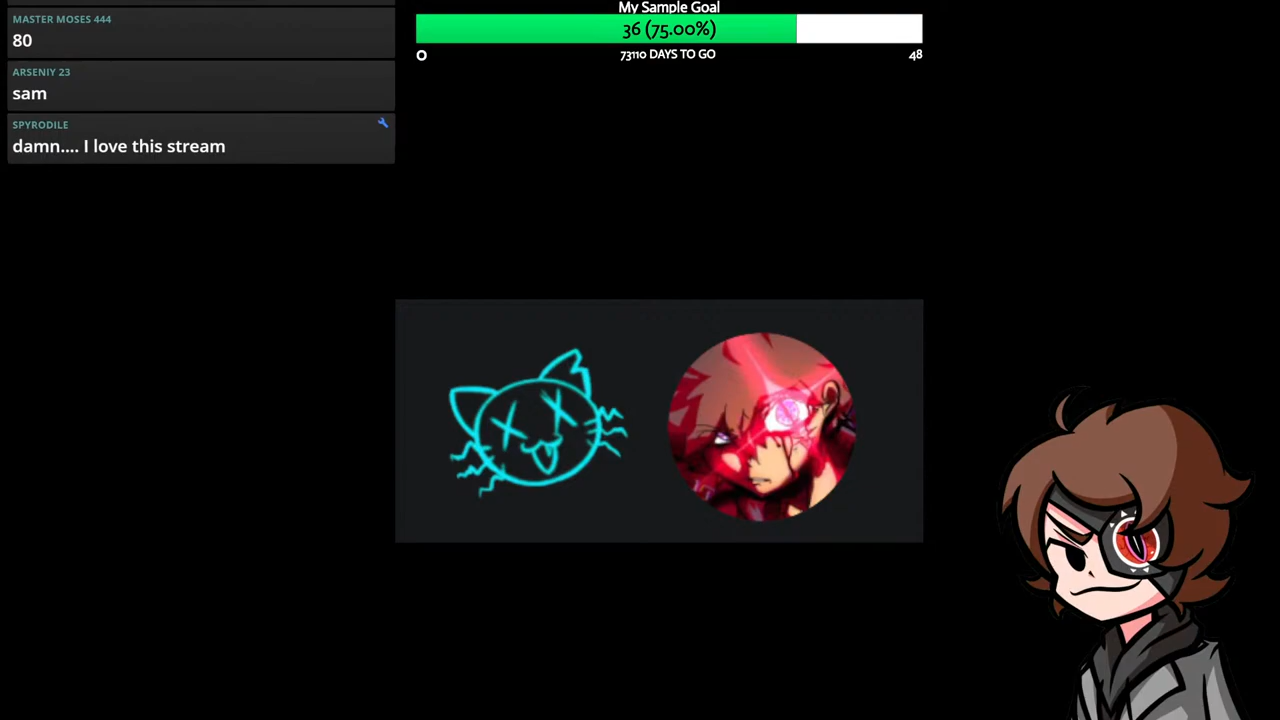 MASTER MOSES 444
80
ARSENIY 23
sam
SPYRODILE
damn.... I love this stream
My Sample Goal
36 (75.00%)
0
73110 DAYS TO GO
48